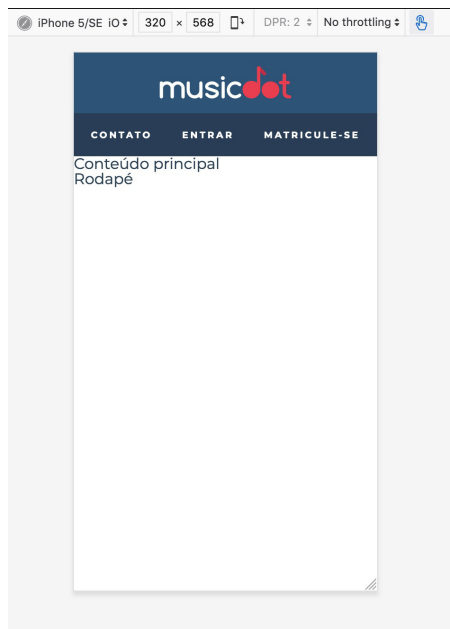 iPhone 5/SE iO 320 × 568 DPR: 2 No throttling
musicdot
CONTATO ENTRAR MATRICULE-SE
Conteúdo principal
Rodapé